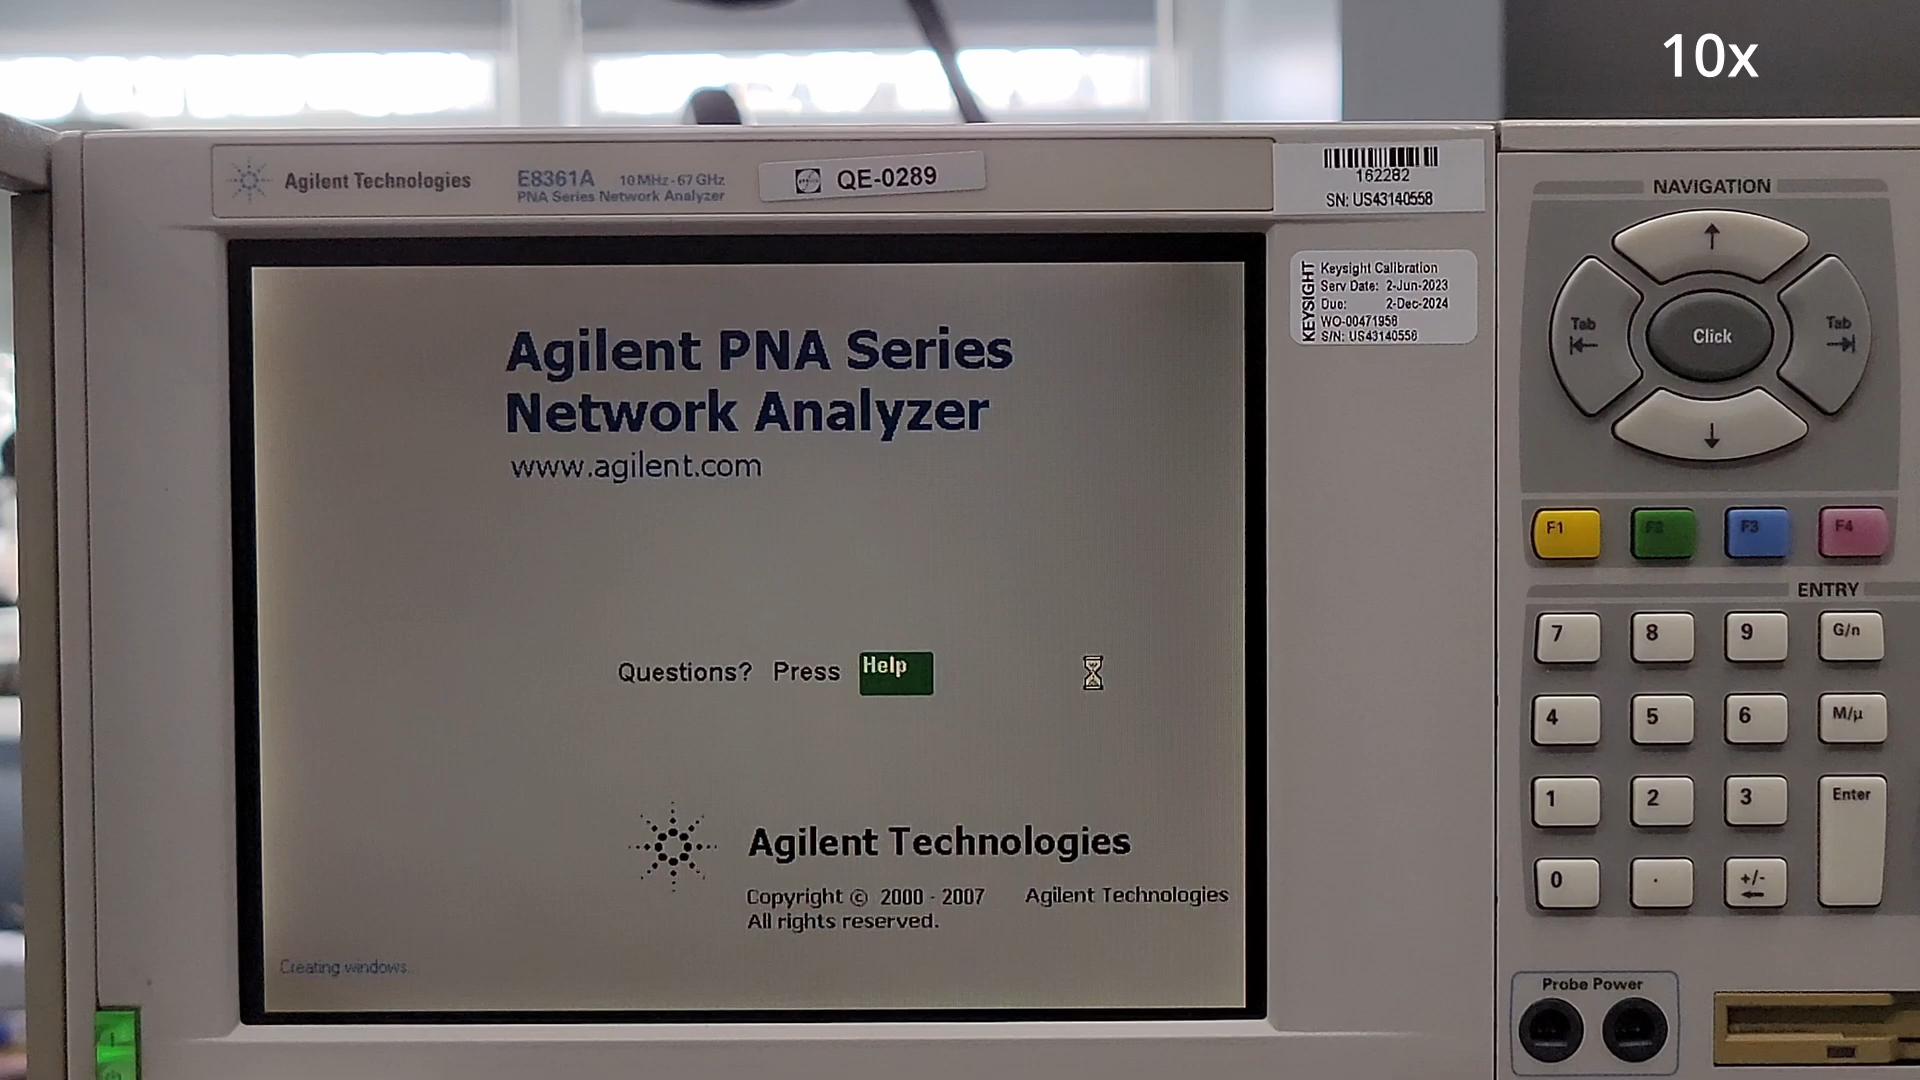 10x
Agilent Technologies
E8361A 10 MHz - 67 GHz
PNA Series Network Analyzer
QE-0289
162282
SN: US43140558
KEYSIGHT
Keysight Calibration
Serv Date: 2-Jun-2023
Due: 2-Dec-2024
WO-00471958
S/N: US43140558
Agilent PNA Series
Network Analyzer
www.agilent.com
Questions? Press Help
Agilent Technologies
Copyright © 2000 - 2007 Agilent Technologies
All rights reserved.
Creating windows...
NAVIGATION
↑
Tab
Click
Tab
↓
F1 F2 F3 F4
ENTRY
7 8 9 G/n
4 5 6 M/µ
1 2 3 Enter
0 . +/-
←
Probe Power